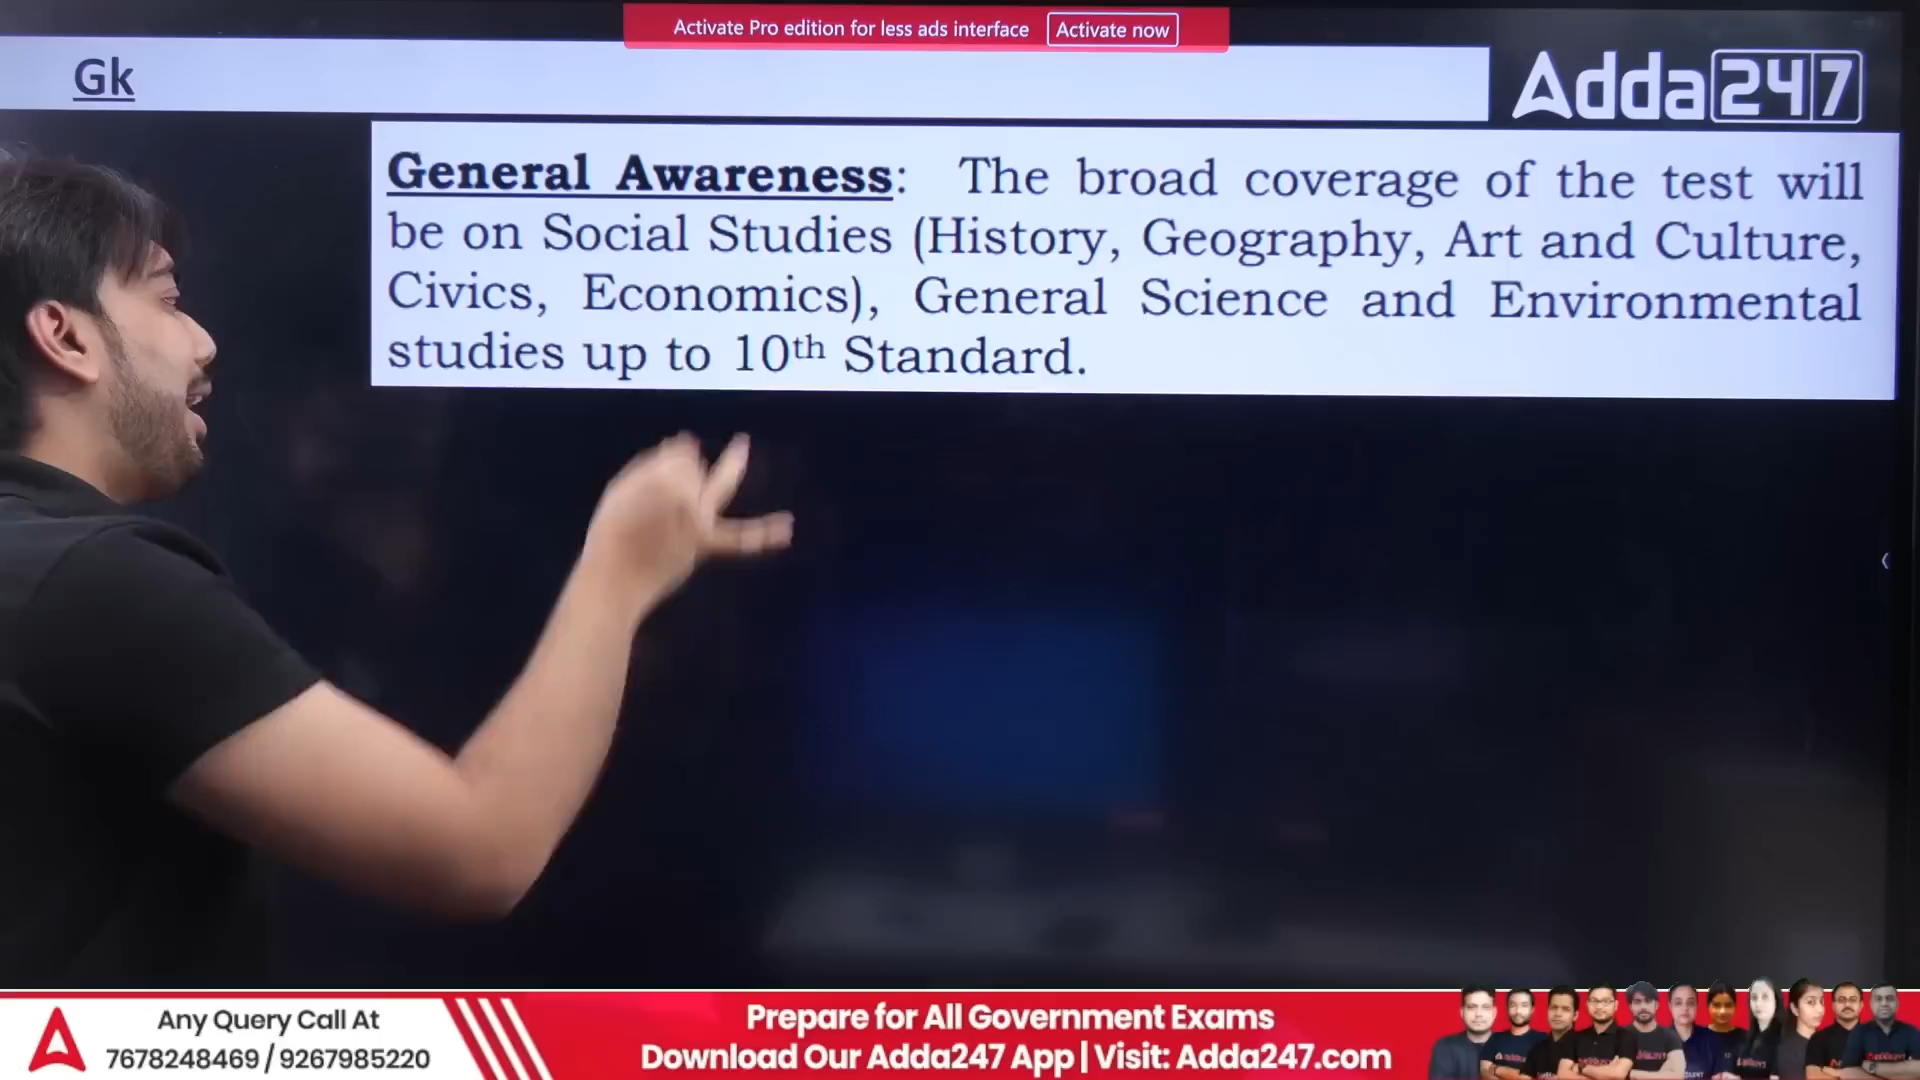 Activate Pro edition for less ads interface Activate now
Gk
Adda247
General Awareness: The broad coverage of the test will
be on Social Studies (History, Geography, Art and Culture,
Civics, Economics), General Science and Environmental
studies up to 10th Standard.
Any Query Call At
7678248469 / 9267985220
Prepare for All Government Exams
Download Our Adda247 App | Visit: Adda247.com